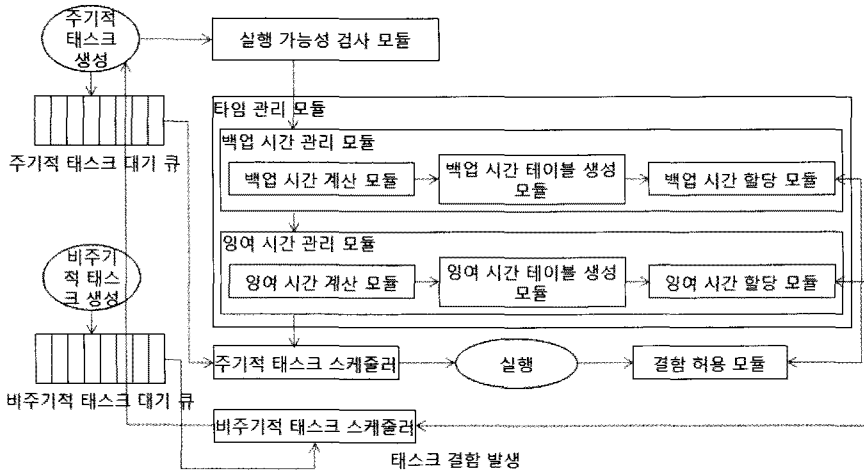 주기적
태스크
생성
실행 가능성 검사 모듈
타임 관리 모듈
주기적 태스크 대기 큐
백업 시간 관리 모듈
백업 시간 계산 모듈
백업 시간 테이블 생성
모듈
백업 시간 할당 모듈
비주기
적 태스
크 생성
잉여 시간 관리 모듈
잉여 시간 계산 모듈
잉여 시간 테이블 생성
모듈
잉여 시간 할당 모듈
주기적 태스크 스케줄러
실행
결함 허용 모듈
비주기적 태스크 대기 큐
비주기적 태스크 스케줄러
태스크 결함 발생